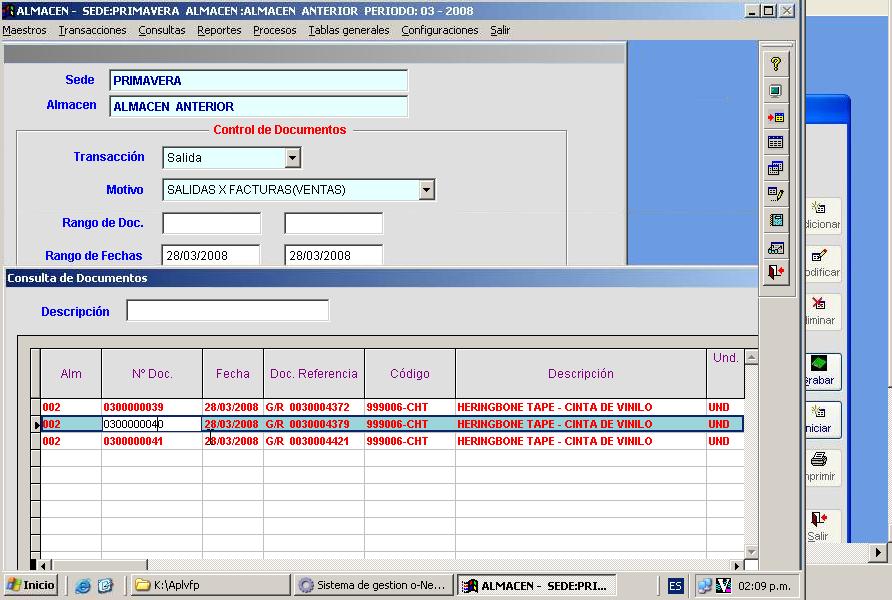 ALMACEN - SEDE:PRIMAVERA ALMACEN :ALMACEN ANTERIOR PERIODO: 03 - 2008
Maestros Transacciones Consultas Reportes Procesos Tablas generales Configuraciones Salir
Sede PRIMAVERA
Almacen ALMACEN ANTERIOR
Control de Documentos
Transacción Salida
Motivo SALIDAS X FACTURAS(VENTAS)
Rango de Doc.
Rango de Fechas 28/03/2008 28/03/2008
Consulta de Documentos
Descripción
Alm Nº Doc. Fecha Doc. Referencia Código Descripción Und.
002 0300000039 28/03/2008 G/R 0030004372 999006-CHT HERINGBONE TAPE - CINTA DE VINILO UND
002 0300000040 28/03/2008 G/R 0030004379 999006-CHT HERINGBONE TAPE - CINTA DE VINILO UND
002 0300000041 28/03/2008 G/R 0030004421 999006-CHT HERINGBONE TAPE - CINTA DE VINILO UND
dicionar
odificar
iminar
rabar
niciar
mprimir
Salir
Inicio K:\Aplvfp Sistema de gestion o-Ne... ALMACEN - SEDE:PRI... ES 02:09 p.m.